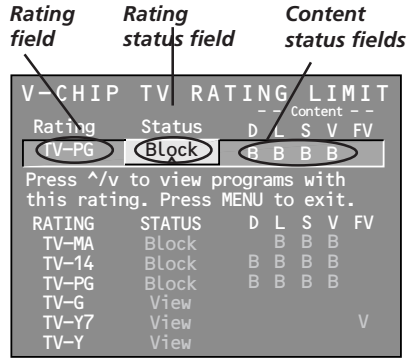 Rating field
Rating status field
Content status fields
V-CHIP TV RATING LIMIT
- - Content - -
Rating Status D L S V FV
TV-PG Block B B B B
Press ^/v to view programs with
this rating. Press MENU to exit.
RATING STATUS D L S V FV
TV-MA Block B B B
TV-14 Block B B B B
TV-PG Block B B B B
TV-G View
TV-Y7 View V
TV-Y View